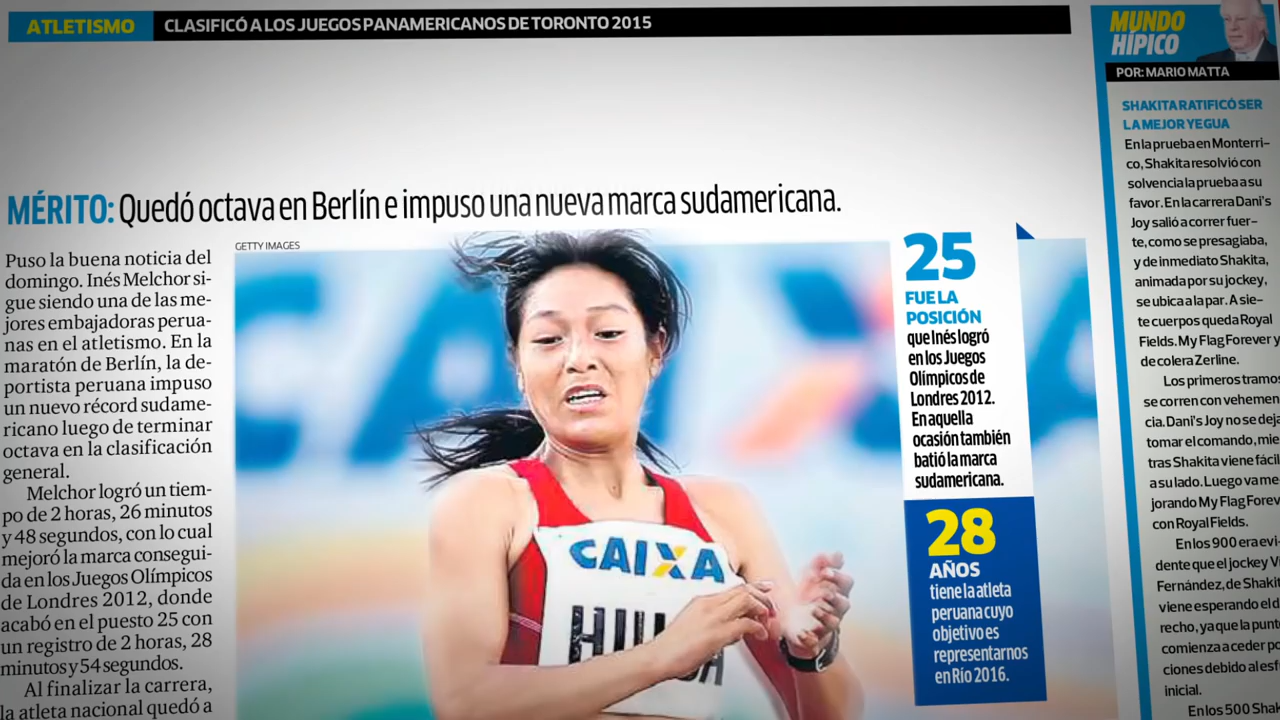 ATLETISMO
CLASIFICÓ A LOS JUEGOS PANAMERICANOS DE TORONTO 2015
MÉRITO: Quedó octava en Berlín e impuso una nueva marca sudamericana.
Puso la buena noticia del
domingo. Inés Melchor si-
gue siendo una de las me-
jores embajadoras perua-
nas en el atletismo. En la
maratón de Berlín, la de-
portista peruana impuso
un nuevo récord sudame-
ricano luego de terminar
octava en la clasificación
general.
Melchor logró un tiem-
po de 2 horas, 26 minutos
y 48 segundos, con lo cual
mejoró la marca consegui-
da en los Juegos Olímpicos
de Londres 2012, donde
acabó en el puesto 25 con
un registro de 2 horas, 28
minutos y 54 segundos.
Al finalizar la carrera,
la atleta nacional quedó a
GETTY IMAGES
CAIXA
25
FUE LA
POSICIÓN
que Inés logró
en los Juegos
Olímpicos de
Londres 2012.
En aquella
ocasión también
batió la marca
sudamericana.
28
AÑOS
tiene la atleta
peruana cuyo
objetivo es
representarnos
en Río 2016.
MUNDO
HÍPICO
POR: MARIO MATTA
SHAKITA RATIFICÓ SER
LA MEJOR YEGUA
En la prueba en Monterri-
co, Shakita resolvió con
solvencia la prueba a su
favor. En la carrera Dani's
Joy salió a correr fuer-
te, como se presagiaba,
y de inmediato Shakita,
animada por su jockey,
se ubica a la par. A sie-
te cuerpos queda Royal
Fields. My Flag Forever y
de colera Zerline.
Los primeros tramos
se corren con vehemen
cia. Dani's Joy no se deja
tomar el comando, mie
tras Shakita viene fácil
a su lado. Luego va me
jorando My Flag Forev
con Royal Fields.
En los 900 era evi
dente que el jockey V
Fernández, de Shakit
viene esperando el d
recho, ya que la punt
comienza a ceder po
ciones debido al esf
inicial.
En los 500 Shak